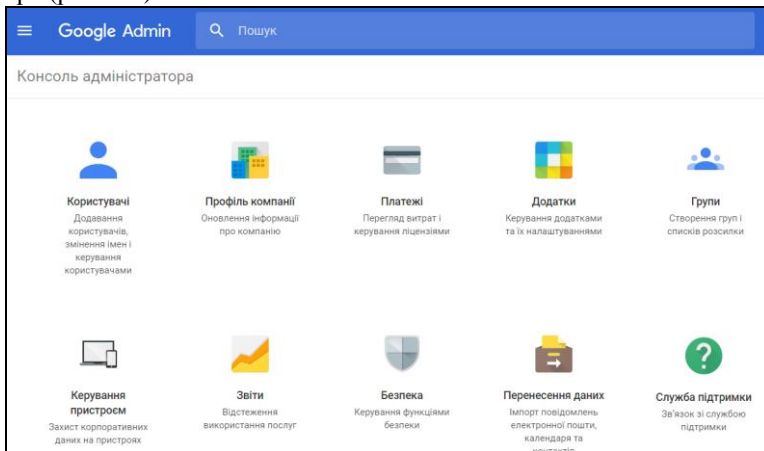 Google Admin
Пошук
Консоль адміністратора
Користувачі
Додавання
користувачів,
змінення імен і
керування
користувачами
Профіль компанії
Оновлення інформації
про компанію
Платежі
Перегляд витрат і
керування ліцензіями
Додатки
Керування додатками
та їх налаштуваннями
Групи
Створення груп і
списків розсилки
Керування
пристроєм
Захист корпоративних
даних на пристроях
Звіти
Відстеження
використання послуг
Безпека
Керування функціями
безпеки
Перенесення даних
Імпорт повідомлень
електронної пошти,
календаря та
Служба підтримки
Зв'язок зі службою
підтримки